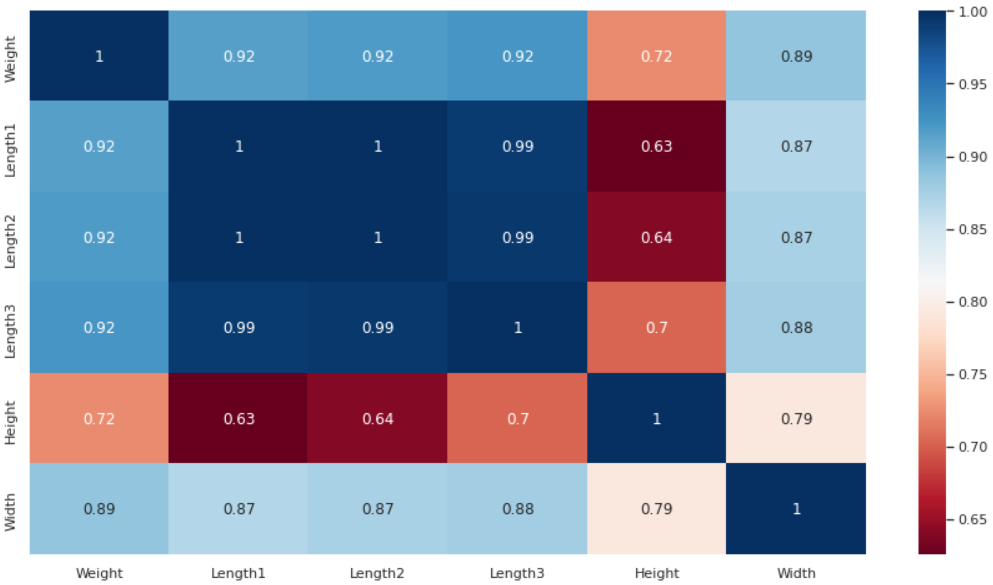 Weight 1 0.92 0.92 0.92 0.72 0.89
Length1 0.92 1 1 0.99 0.63 0.87
Length2 0.92 1 1 0.99 0.64 0.87
Length3 0.92 0.99 0.99 1 0.7 0.88
Height 0.72 0.63 0.64 0.7 1 0.79
Width 0.89 0.87 0.87 0.88 0.79 1
Weight Length1 Length2 Length3 Height Width
1.00
0.95
0.90
0.85
0.80
0.75
0.70
0.65